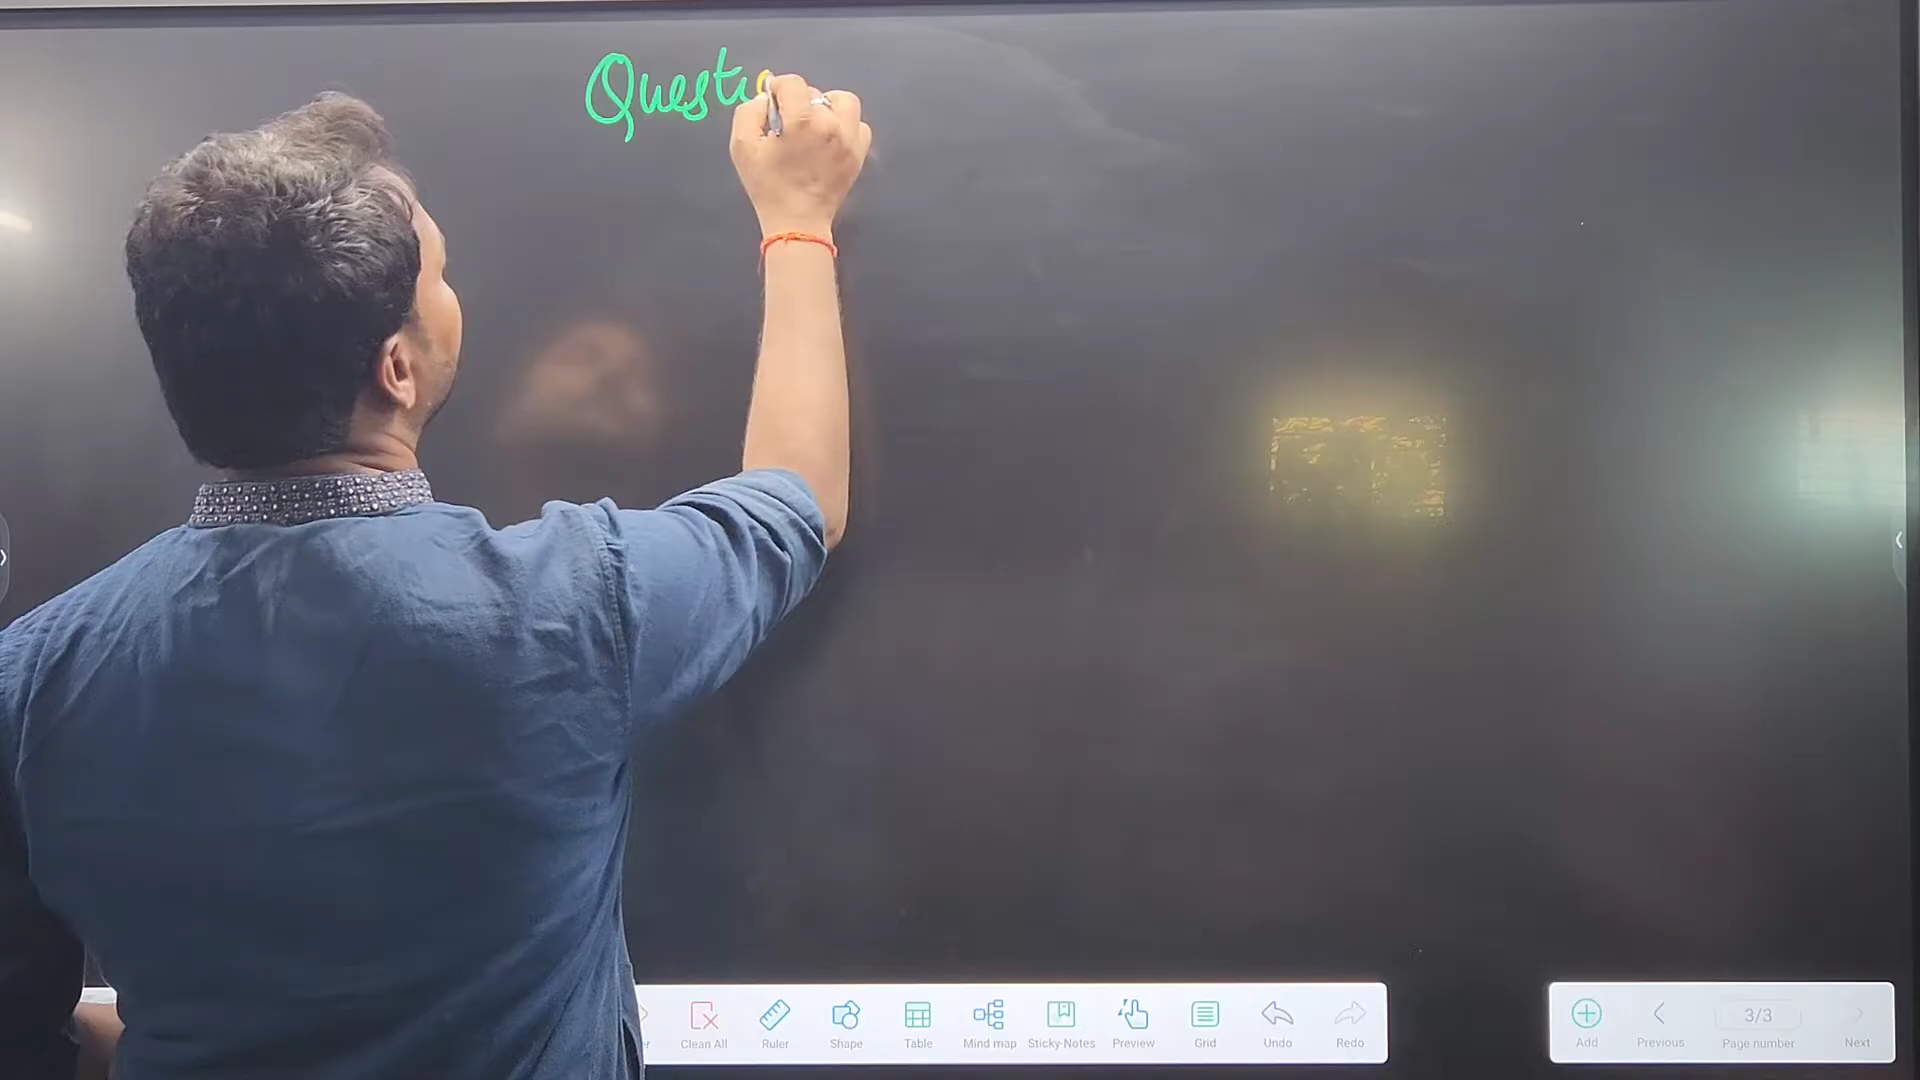 Questio
Clean All
Ruler
Shape
Table
Mind map
Sticky-Notes
Preview
Grid
Undo
Redo
Add
Previous
3/3
Page number
Next